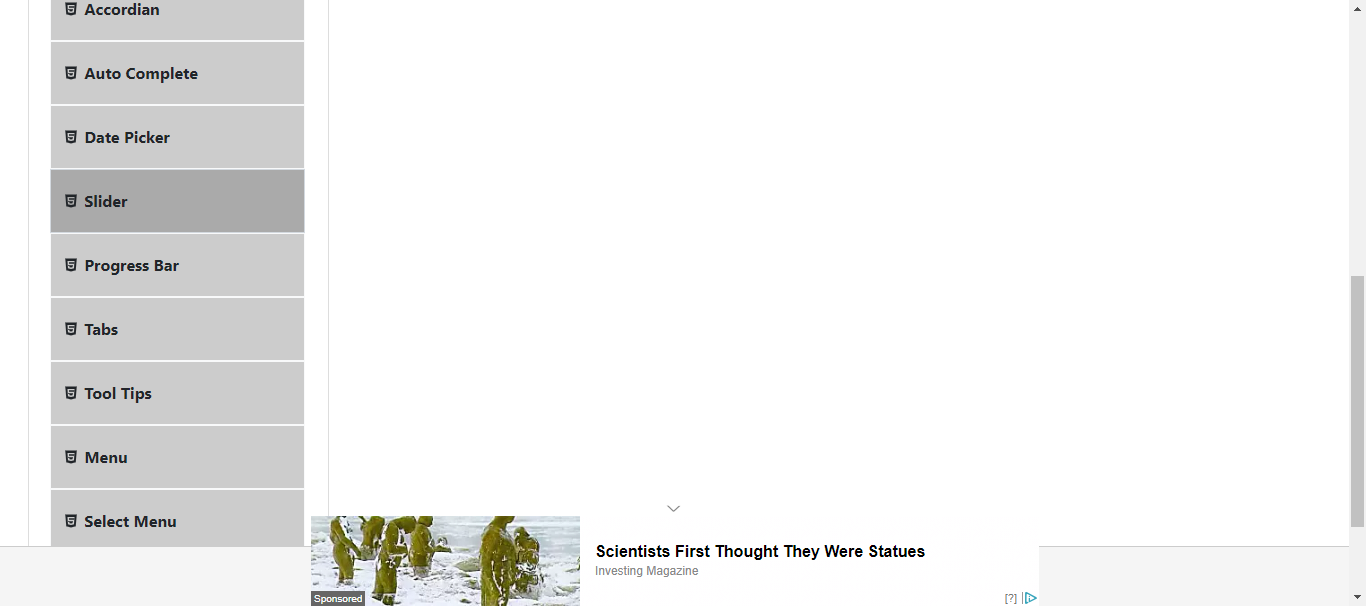 Accordian
Auto Complete
Date Picker
Slider
Progress Bar
Tabs
Tool Tips
Menu
Select Menu
Scientists First Thought They Were Statues
Investing Magazine
Sponsored
[?]